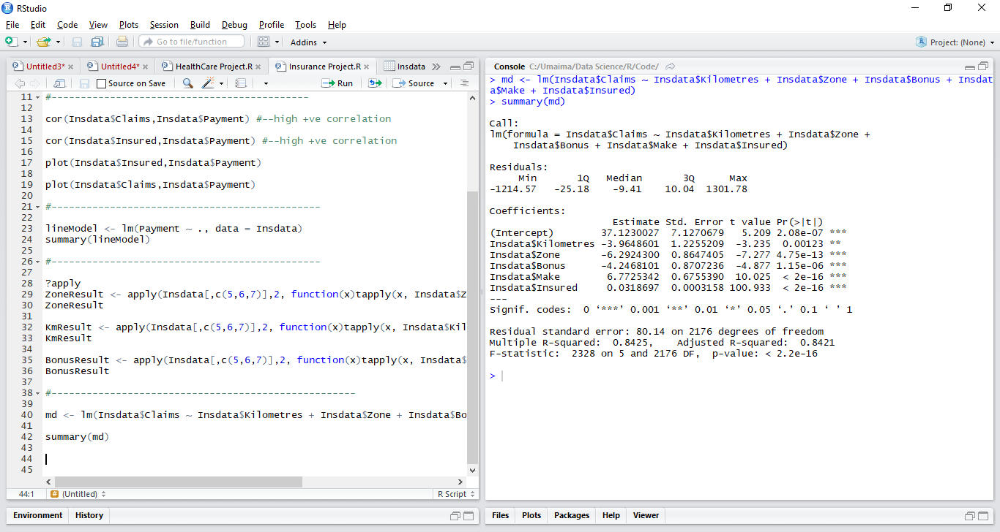 RStudio
File Edit Code View Plots Session Build Debug Profile Tools Help
Go to file/function Addins Project: (None)
Untitled3* Untitled4* HealthCare Project.R Insurance Project.R Insdata
Source on Save Run Source
11 #--------------------------------------------
12
13 cor(Insdata$Claims,Insdata$Payment) #--high +ve correlation
14
15 cor(Insdata$Insured,Insdata$Payment) #--high +ve correlation
16
17 plot(Insdata$Insured,Insdata$Payment)
18
19 plot(Insdata$Claims,Insdata$Payment)
20
21 #----------------------------------------------
22
23 lineModel <- lm(Payment ~ ., data = Insdata)
24 summary(lineModel)
25
26 #----------------------------------------------
27
28 ?apply
29 ZoneResult <- apply(Insdata[,c(5,6,7)],2, function(x)tapply(x, Insdata$Z
30 ZoneResult
31
32 KmResult <- apply(Insdata[,c(5,6,7)],2, function(x)tapply(x, Insdata$Kil
33 KmResult
34
35 BonusResult <- apply(Insdata[,c(5,6,7)],2, function(x)tapply(x, Insdata$
36 BonusResult
37
38 #----------------------------------------------------
39
40 md <- lm(Insdata$Claims ~ Insdata$Kilometres + Insdata$Zone + Insdata$Bo
41
42 summary(md)
43
44
45
44:1 # (Untitled) R Script
Environment History
Console C:/Umaima/Data Science/R/Code/
> md <- lm(Insdata$Claims ~ Insdata$Kilometres + Insdata$Zone + Insdata$Bonus + Insdat
a$Make + Insdata$Insured)
> summary(md)
Call:
lm(formula = Insdata$Claims ~ Insdata$Kilometres + Insdata$Zone +
    Insdata$Bonus + Insdata$Make + Insdata$Insured)
Residuals:
     Min       1Q   Median       3Q      Max
-1214.57   -25.18    -9.41    10.04  1301.78
Coefficients:
                     Estimate Std. Error t value Pr(>|t|)
(Intercept)        37.1230027  7.1270679   5.209 2.08e-07 ***
Insdata$Kilometres -3.9648601  1.2255209  -3.235  0.00123 **
Insdata$Zone       -6.2924300  0.8647405  -7.277 4.75e-13 ***
Insdata$Bonus      -4.2468101  0.8707236  -4.877 1.15e-06 ***
Insdata$Make        6.7725342  0.6755390  10.025  < 2e-16 ***
Insdata$Insured     0.0318697  0.0003158 100.933  < 2e-16 ***
---
Signif. codes:  0 ‘***’ 0.001 ‘**’ 0.01 ‘*’ 0.05 ‘.’ 0.1 ‘ ’ 1
Residual standard error: 80.14 on 2176 degrees of freedom
Multiple R-squared:  0.8425,    Adjusted R-squared:  0.8421
F-statistic:  2328 on 5 and 2176 DF,  p-value: < 2.2e-16
>
Files Plots Packages Help Viewer